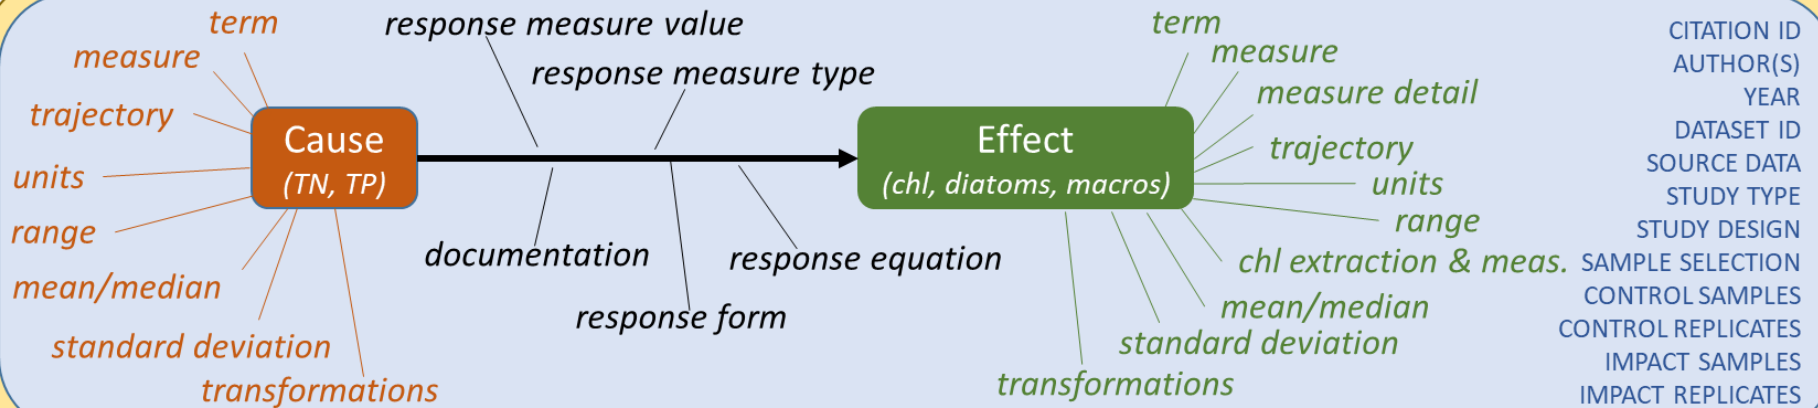 term
measure
trajectory
units
range
mean/median
standard deviation
transformations
Cause
(TN, TP)
response measure value
response measure type
documentation
response form
response equation
Effect
(chl, diatoms, macros)
term
measure
measure detail
trajectory
units
range
chl extraction & meas.
mean/median
standard deviation
transformations
CITATION ID
AUTHOR(S)
YEAR
DATASET ID
SOURCE DATA
STUDY TYPE
STUDY DESIGN
SAMPLE SELECTION
CONTROL SAMPLES
CONTROL REPLICATES
IMPACT SAMPLES
IMPACT REPLICATES